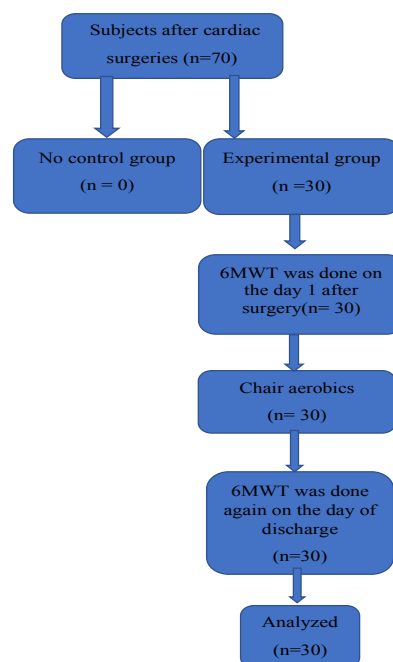 Subjects after cardiac
surgeries (n=70)
No control group
(n = 0)
Experimental group
(n =30)
6MWT was done on
the day 1 after
surgery(n= 30)
Chair aerobics
(n= 30)
6MWT was done
again on the day of
discharge
(n=30)
Analyzed
(n=30)